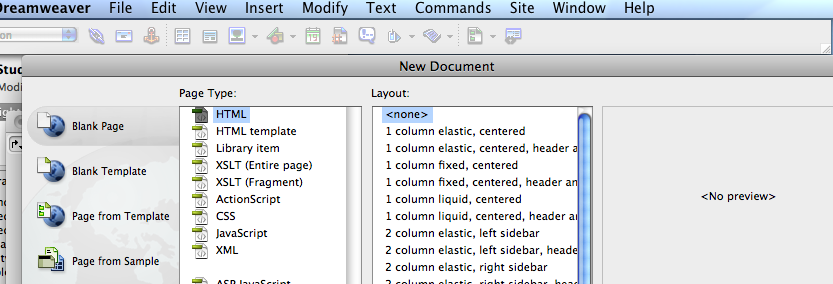 Dreamweaver File Edit View Insert Modify Text Commands Site Window Help
New Document
Page Type:
Layout:
Blank Page
Blank Template
Page from Template
Page from Sample
HTML
HTML template
Library item
XSLT (Entire page)
XSLT (Fragment)
ActionScript
CSS
JavaScript
XML
ASP JavaScript
<none>
1 column elastic, centered
1 column elastic, centered, header a
1 column fixed, centered
1 column fixed, centered, header an
1 column liquid, centered
1 column liquid, centered, header a
2 column elastic, left sidebar
2 column elastic, left sidebar, heade
2 column elastic, right sidebar
2 column elastic, right sidebar, head
<No preview>